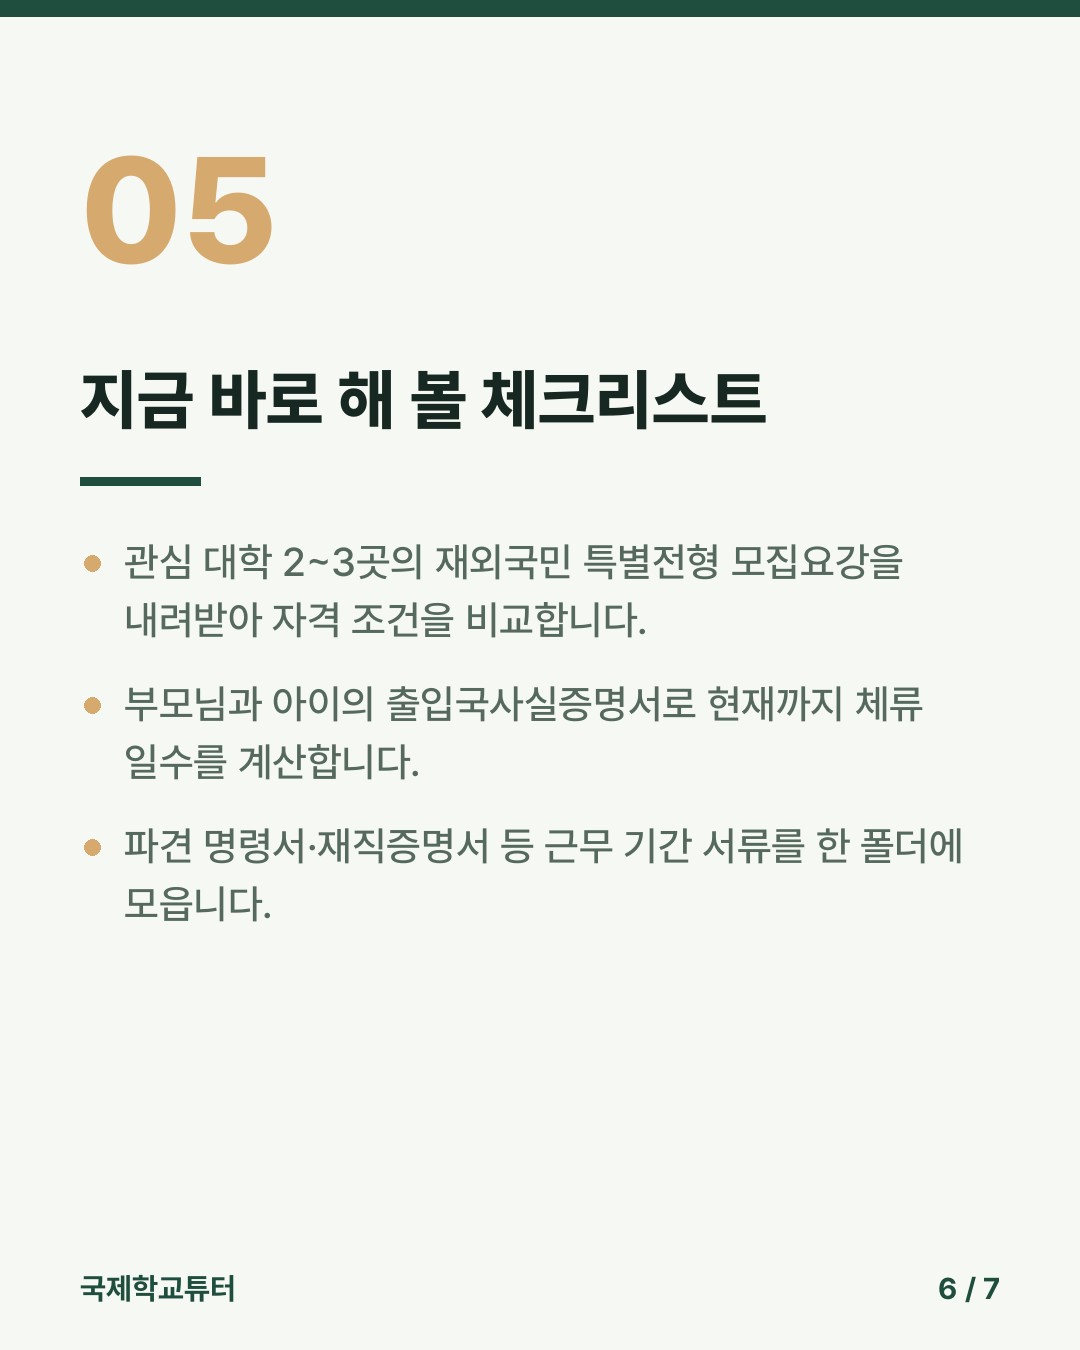 05
지금 바로 해 볼 체크리스트
관심 대학 2~3곳의 재외국민 특별전형 모집요강을
내려받아 자격 조건을 비교합니다.
부모님과 아이의 출입국사실증명서로 현재까지 체류
일수를 계산합니다.
파견 명령서·재직증명서 등 근무 기간 서류를 한 폴더에
모읍니다.
국제학교튜터
6 / 7